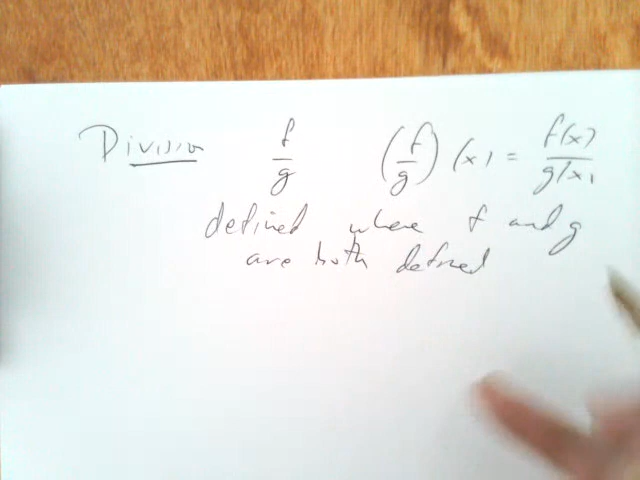 Division f/g (f/g)(x) = f(x)/g(x)
defined where f and g
are both defined